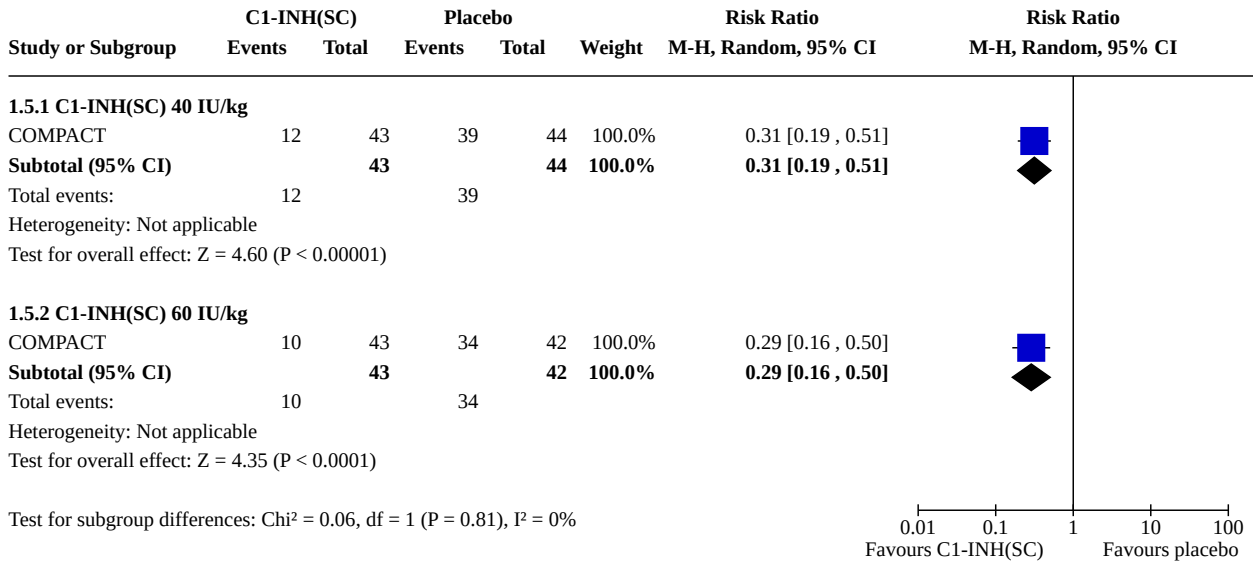 C1-INH(SC) Placebo Risk Ratio Risk Ratio
Study or Subgroup Events Total Events Total Weight M-H, Random, 95% CI M-H, Random, 95% CI
1.5.1 C1-INH(SC) 40 IU/kg
COMPACT 12 43 39 44 100.0% 0.31 [0.19 , 0.51]
Subtotal (95% CI) 43 44 100.0% 0.31 [0.19 , 0.51]
Total events: 12 39
Heterogeneity: Not applicable
Test for overall effect: Z = 4.60 (P < 0.00001)
1.5.2 C1-INH(SC) 60 IU/kg
COMPACT 10 43 34 42 100.0% 0.29 [0.16 , 0.50]
Subtotal (95% CI) 43 42 100.0% 0.29 [0.16 , 0.50]
Total events: 10 34
Heterogeneity: Not applicable
Test for overall effect: Z = 4.35 (P < 0.0001)
Test for subgroup differences: Chi² = 0.06, df = 1 (P = 0.81), I² = 0%
0.01 0.1 1 10 100
Favours C1-INH(SC) Favours placebo